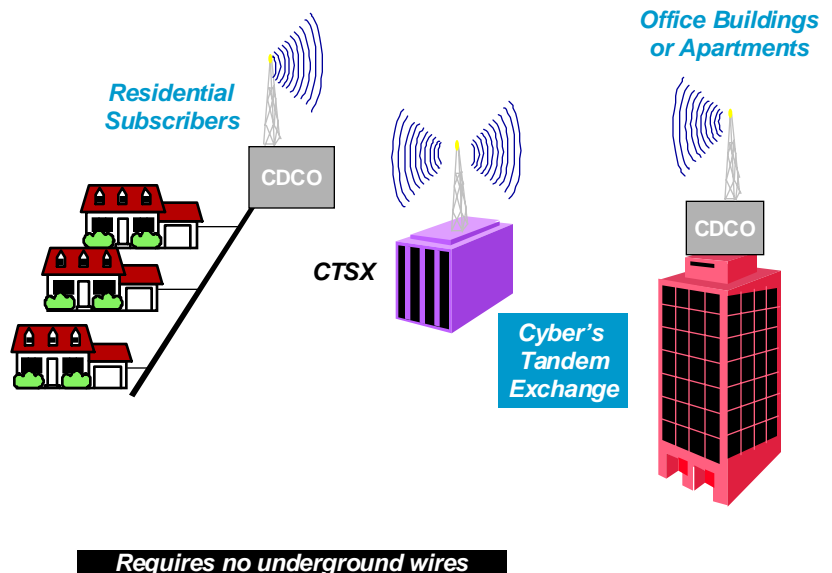 Office Buildings
or Apartments
Residential
Subscribers
CDCO
CDCO
CTSX
Cyber's
Tandem
Exchange
Requires no underground wires